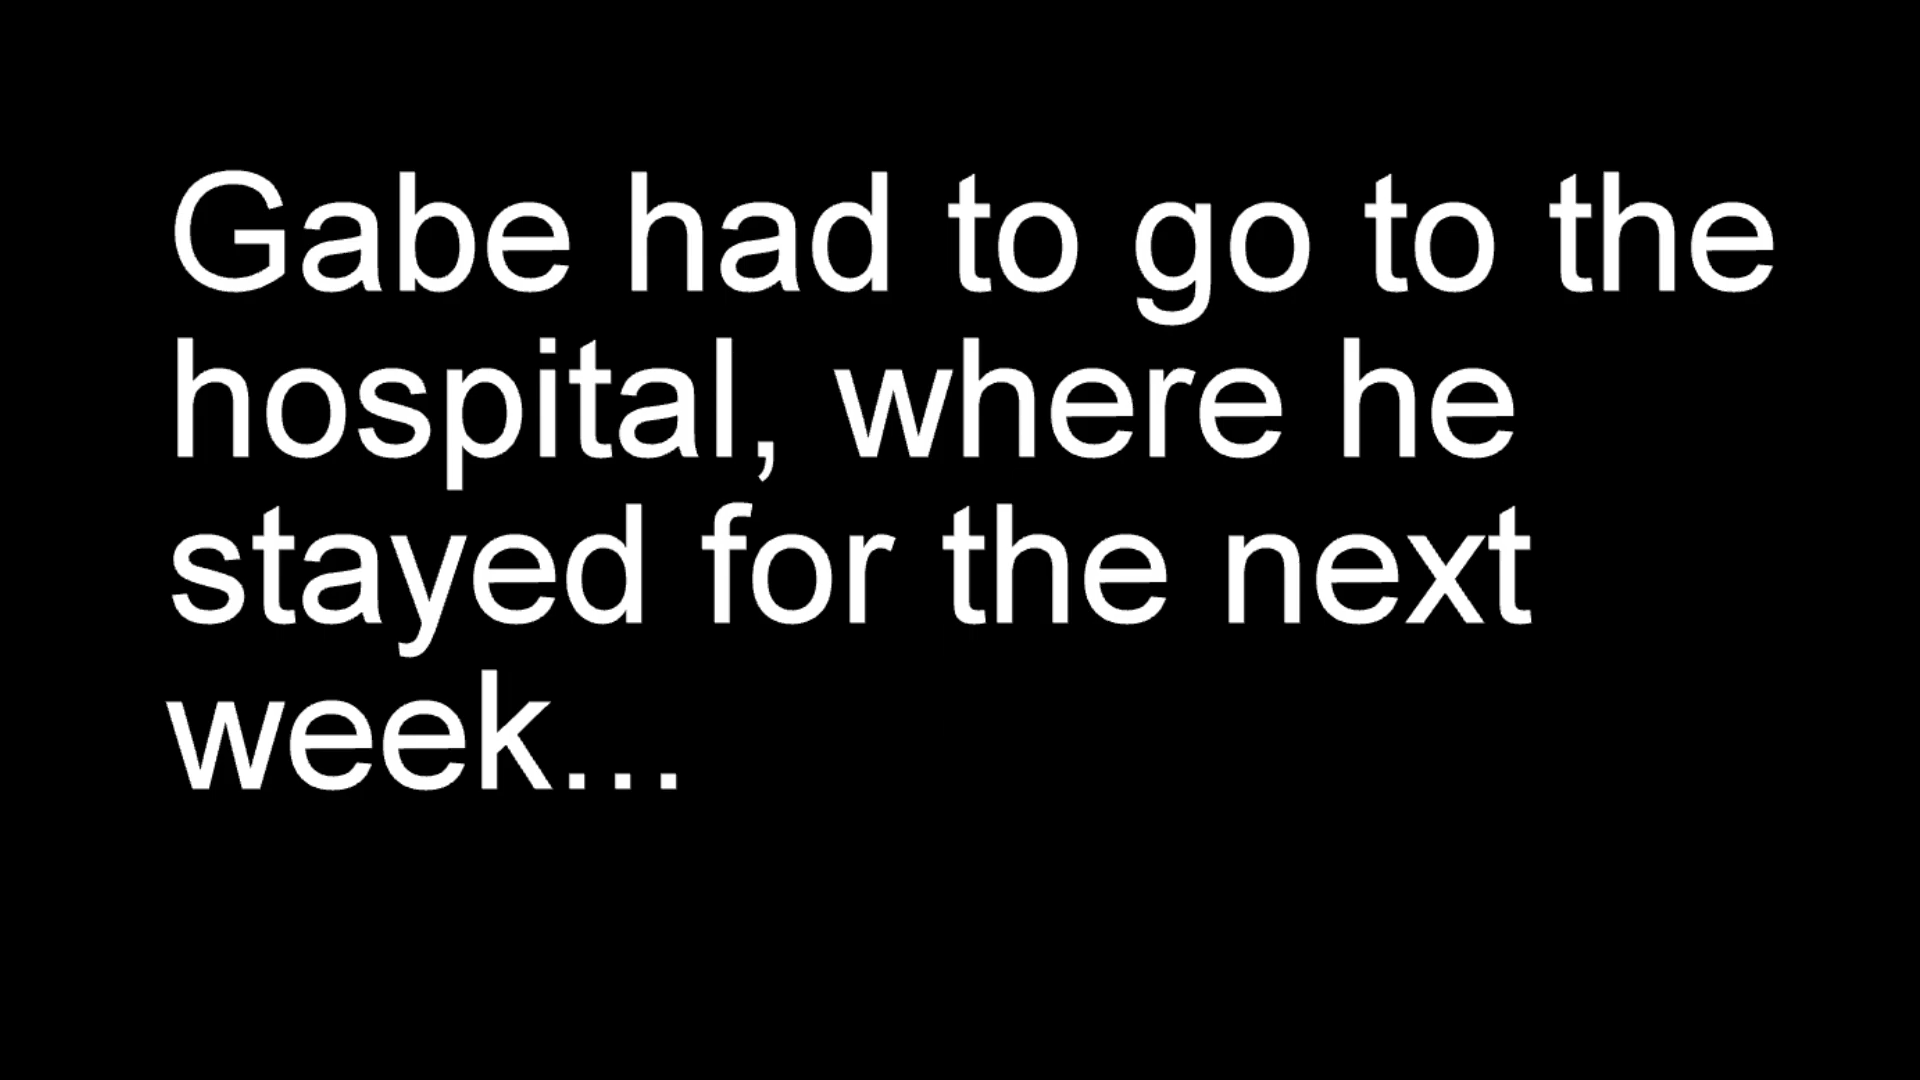 Gabe had to go to the
hospital, where he
stayed for the next
week...